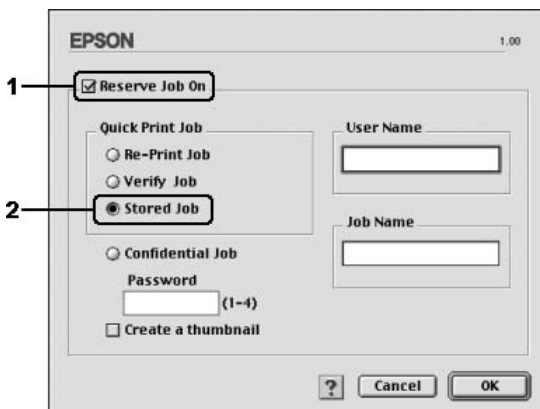 EPSON
1.00
1
Reserve Job On
Quick Print Job
Re-Print Job
Verify Job
2
Stored Job
Confidential Job
Password
(1-4)
Create a thumbnail
User Name
Job Name
?
Cancel
OK